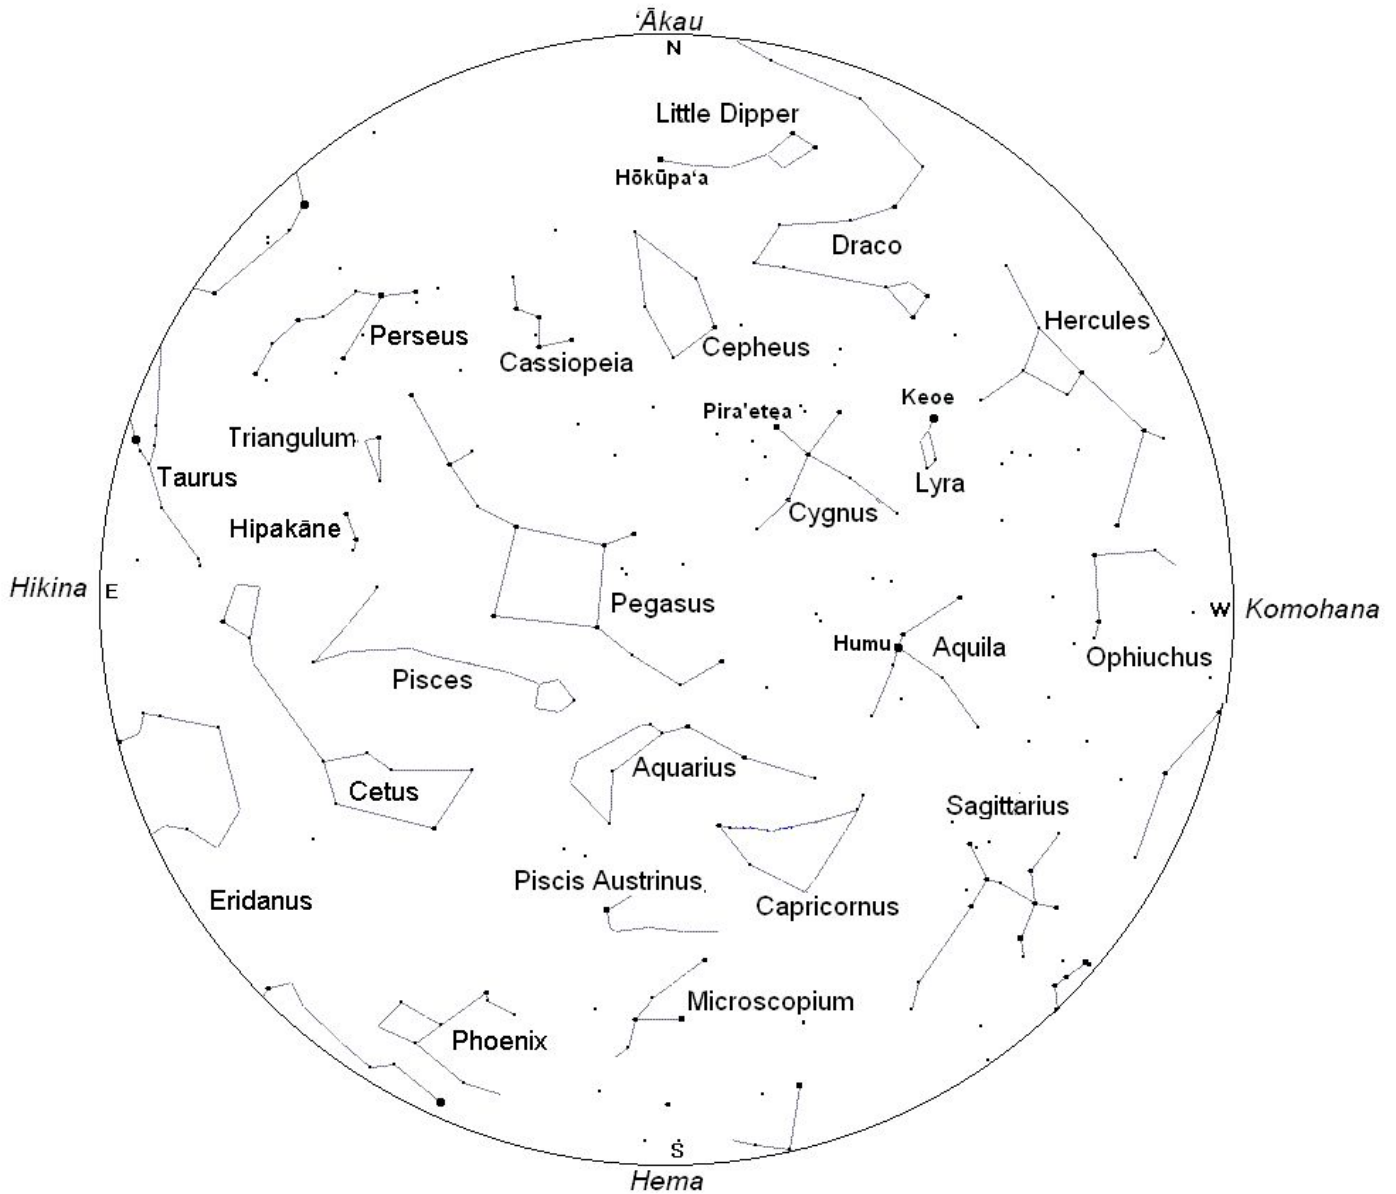 ʻĀkau
N
Little Dipper
Hōkūpaʻa
Draco
Hercules
Perseus
Cassiopeia
Cepheus
Keoe
Pira'etea
Triangulum
Lyra
Taurus
Cygnus
Hipakāne
Hikina E
Pegasus
W Komohana
Humu
Aquila
Ophiuchus
Pisces
Aquarius
Cetus
Sagittarius
Piscis Austrinus
Capricornus
Eridanus
Microscopium
Phoenix
S
Hema